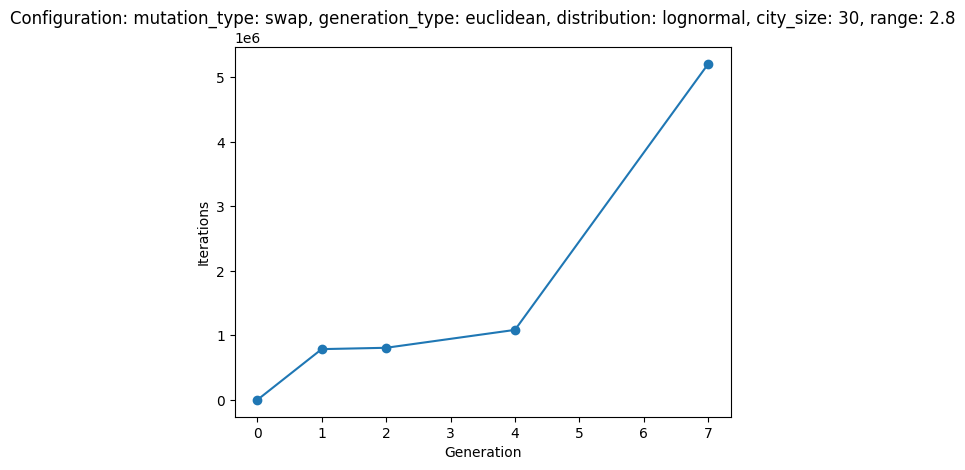 Configuration: mutation_type: swap, generation_type: euclidean, distribution: lognormal, city_size: 30, range: 2.8
1e6
5
4
3
2
1
0
Iterations
0 1 2 3 4 5 6 7
Generation